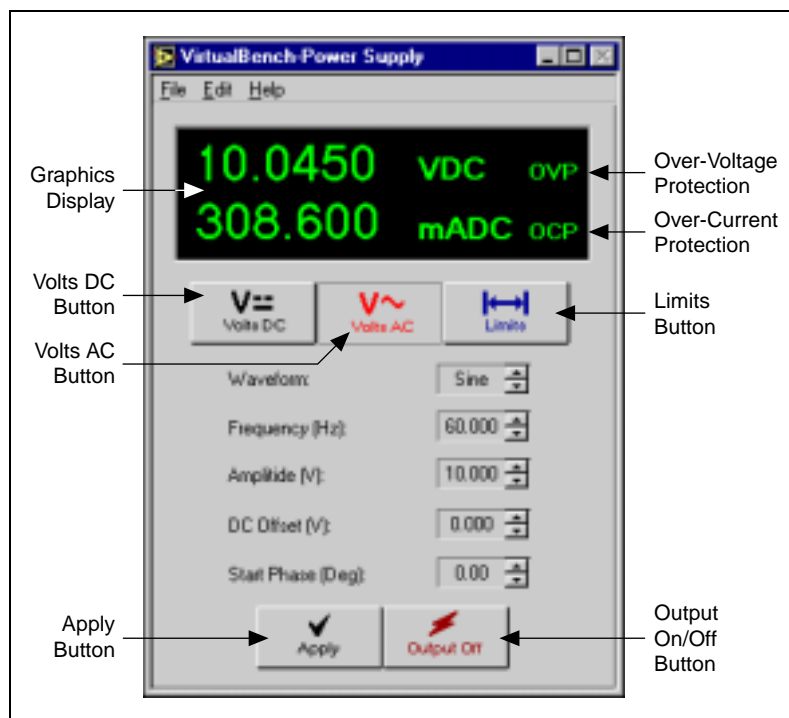 VirtualBench-Power Supply
File Edit Help
10.0450 VDC OVP
308.600 mADC OCP
Graphics
Display
Over-Voltage
Protection
Over-Current
Protection
Volts DC
Button
V
Volts DC
V
Volts AC
Limits
Limits
Button
Volts AC
Button
Waveform: Sine
Frequency (Hz): 60.000
Amplitide (V): 10.000
DC Offset (V): 0.000
Start Phase (Deg): 0.00
Apply
Button
Apply
Output Off
Output
On/Off
Button